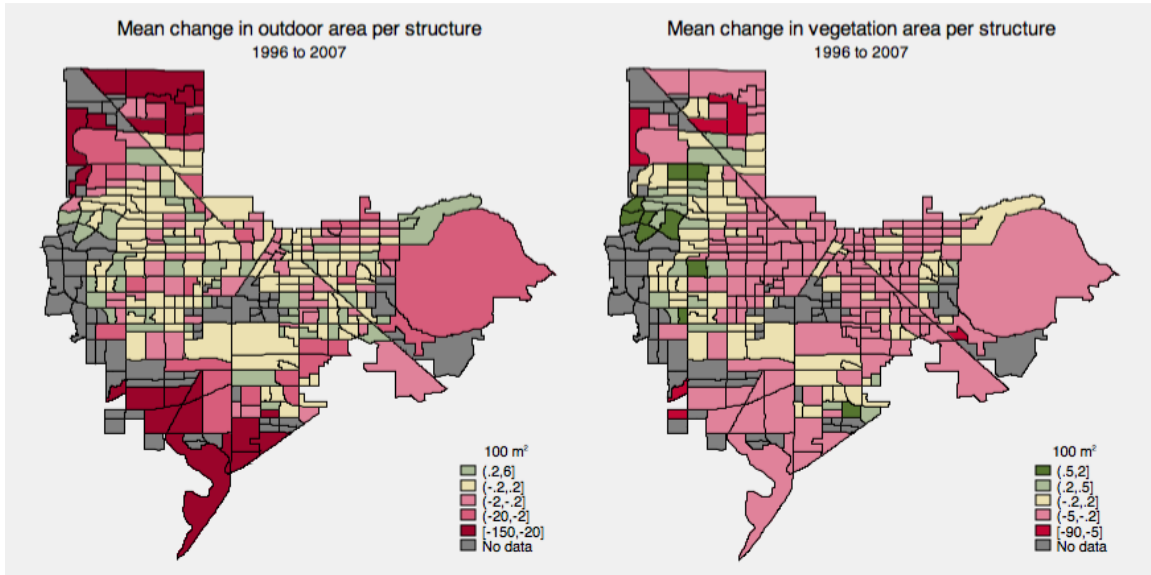 Mean change in outdoor area per structure
1996 to 2007
100 m²
(.2,6]
(-.2,.2]
(-2,-.2]
(-20,-2]
[-150,-20]
No data
Mean change in vegetation area per structure
1996 to 2007
100 m²
(.5,2]
(.2,.5]
(-.2,.2]
(-5,-.2]
[-90,-5]
No data